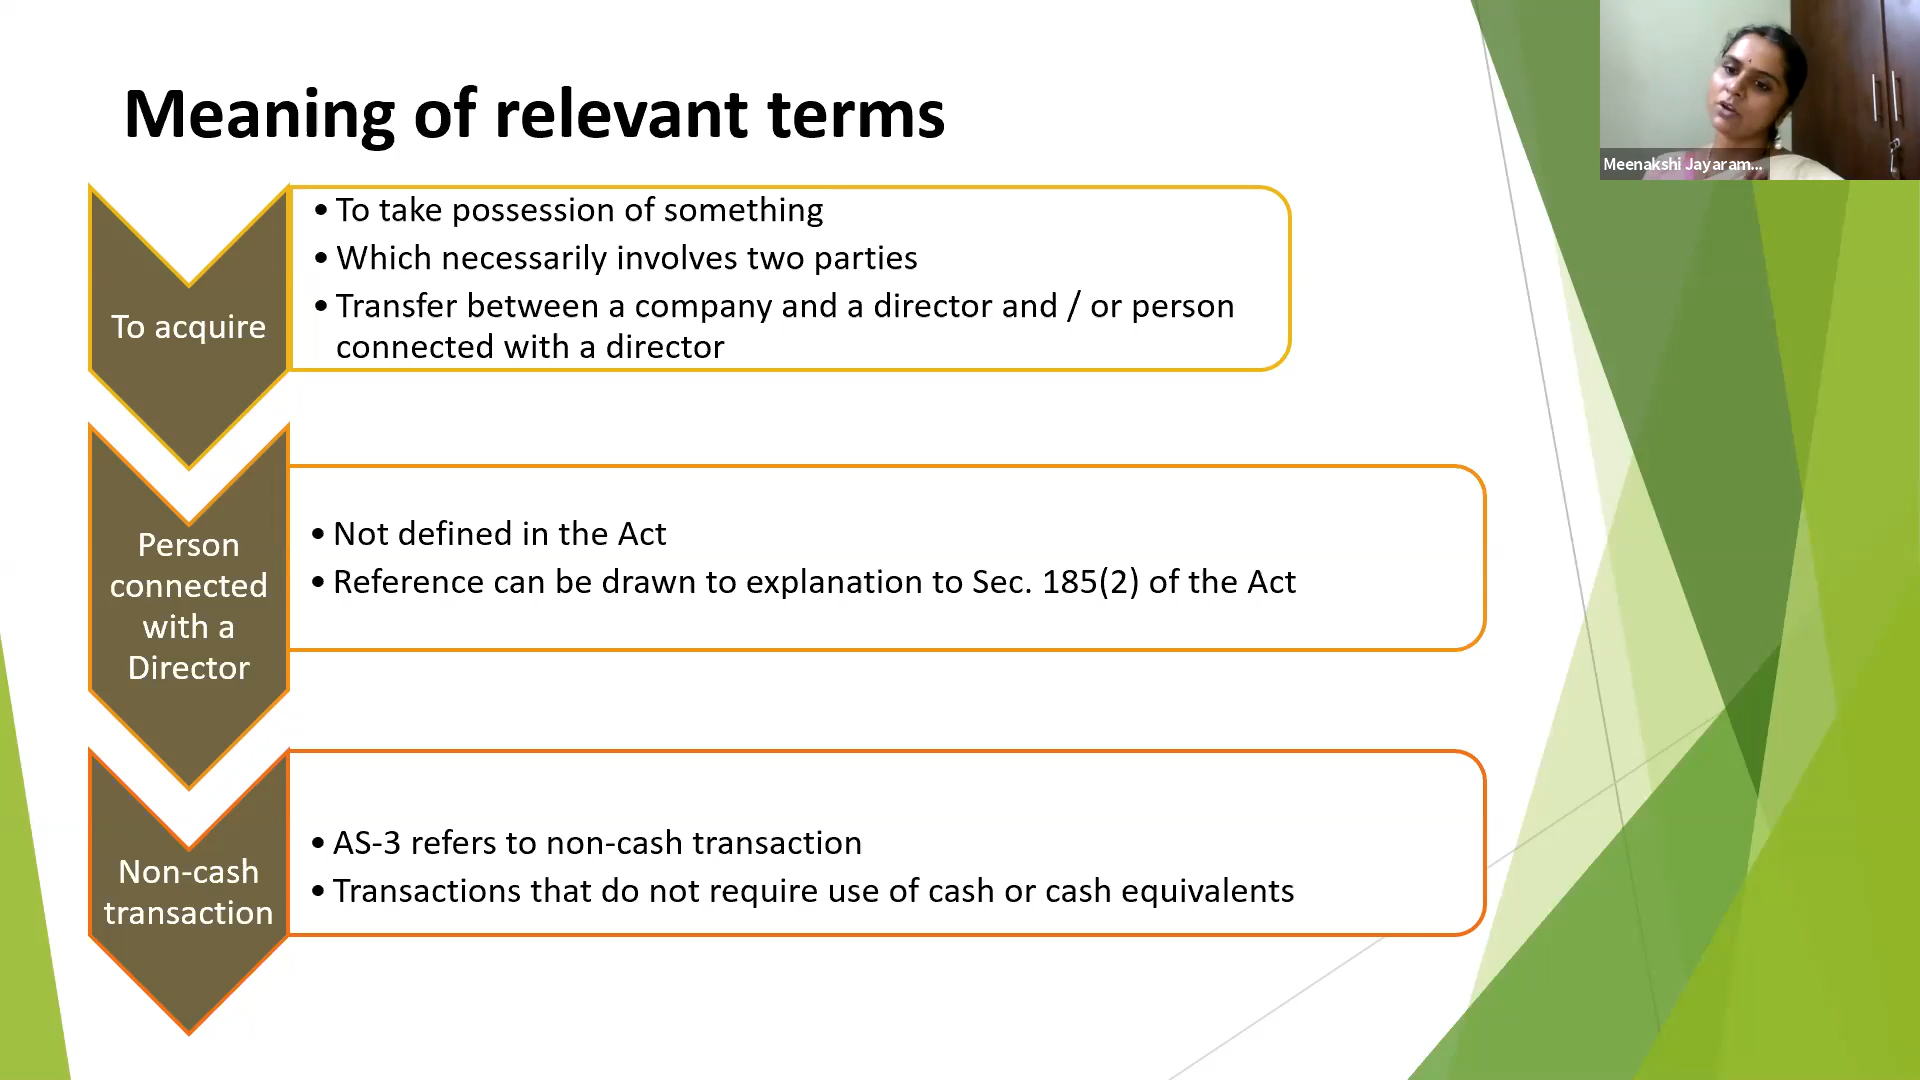 Meaning of relevant terms
Meenakshi Jayaram...
To acquire
• To take possession of something
• Which necessarily involves two parties
• Transfer between a company and a director and / or person
connected with a director
Person
connected
with a
Director
• Not defined in the Act
• Reference can be drawn to explanation to Sec. 185(2) of the Act
Non-cash
transaction
• AS-3 refers to non-cash transaction
• Transactions that do not require use of cash or cash equivalents